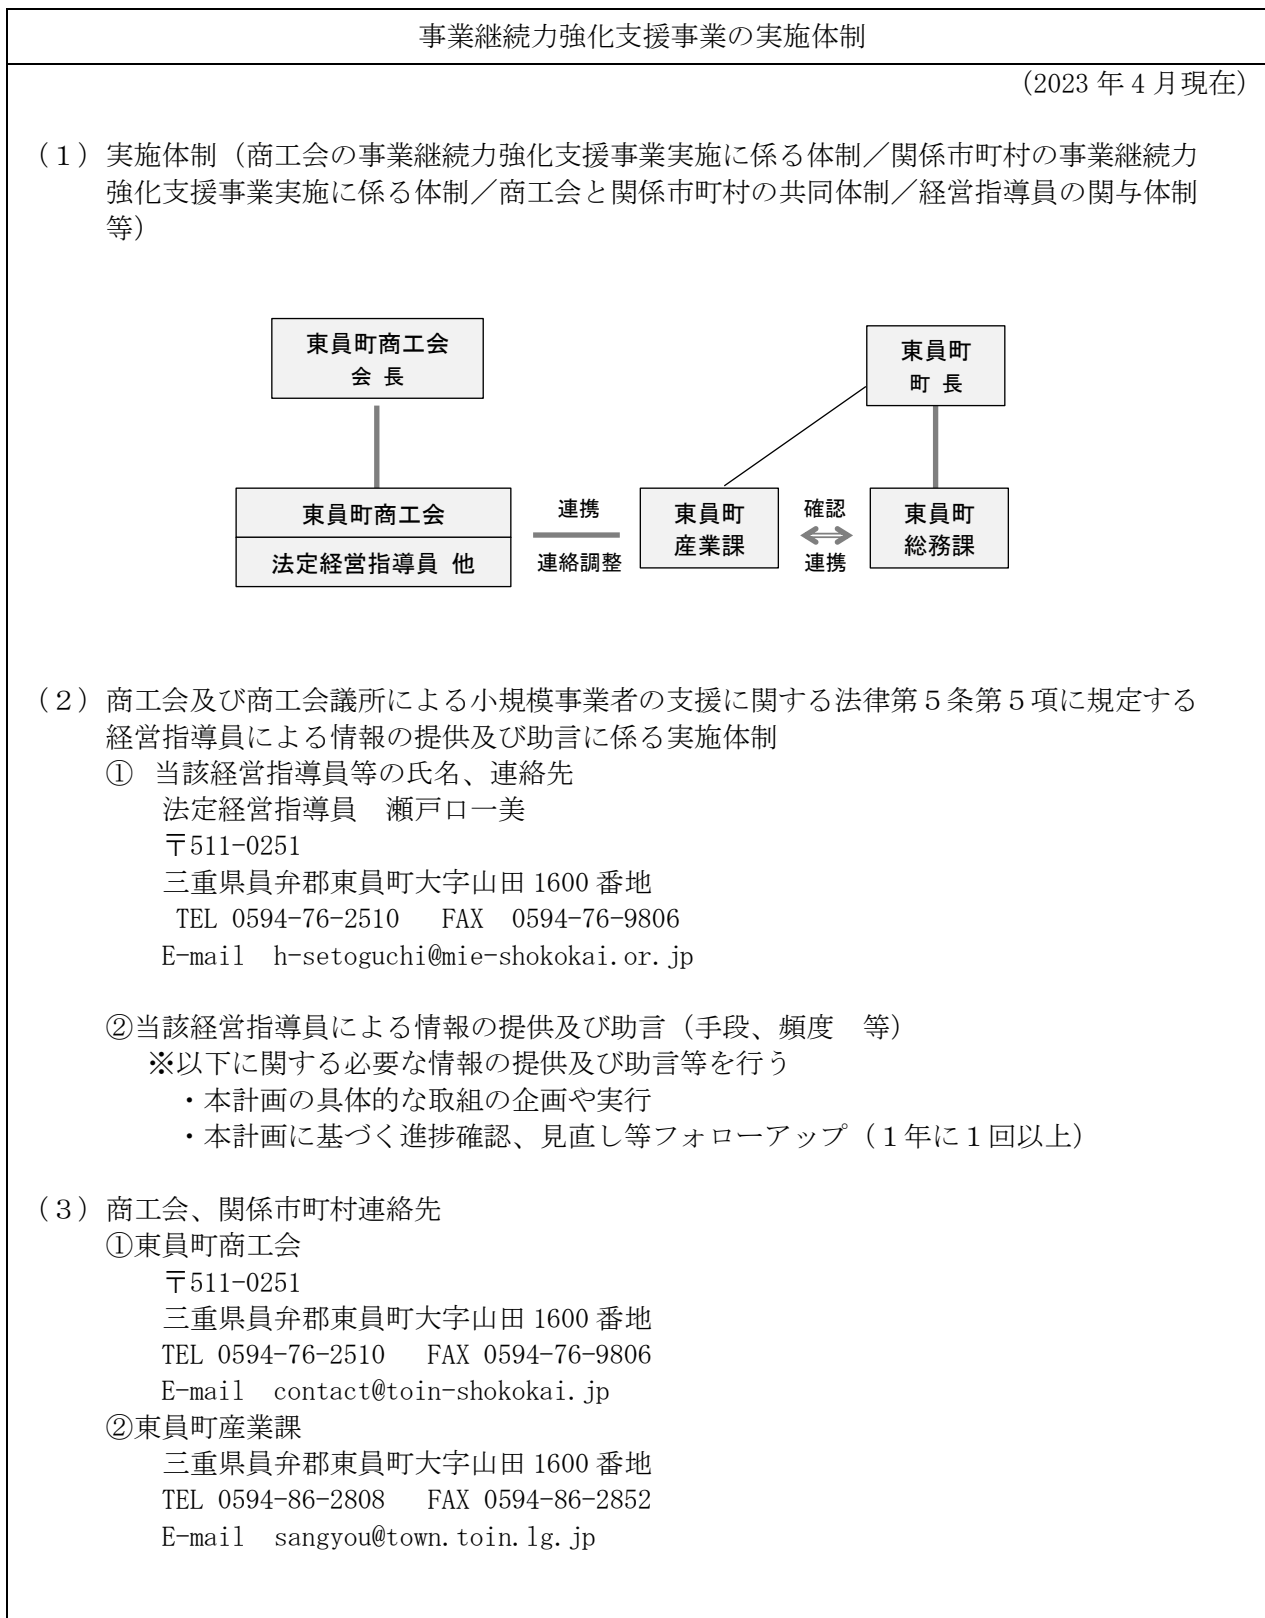 事業継続力強化支援事業の実施体制
（2023年4月現在）
（１）実施体制（商工会の事業継続力強化支援事業実施に係る体制／関係市町村の事業継続力
強化支援事業実施に係る体制／商工会と関係市町村の共同体制／経営指導員の関与体制
等）
東員町商工会
会 長
東員町
町 長
東員町商工会
法定経営指導員 他
連携
連絡調整
東員町
産業課
確認
連携
東員町
総務課
（２）商工会及び商工会議所による小規模事業者の支援に関する法律第５条第５項に規定する
経営指導員による情報の提供及び助言に係る実施体制
① 当該経営指導員等の氏名、連絡先
法定経営指導員　瀬戸口一美
〒511-0251
三重県員弁郡東員町大字山田 1600 番地
TEL 0594-76-2510　FAX　0594-76-9806
E-mail　h-setoguchi@mie-shokokai.or.jp
②当該経営指導員による情報の提供及び助言（手段、頻度　等）
※以下に関する必要な情報の提供及び助言等を行う
・本計画の具体的な取組の企画や実行
・本計画に基づく進捗確認、見直し等フォローアップ（１年に１回以上）
（３）商工会、関係市町村連絡先
①東員町商工会
〒511-0251
三重県員弁郡東員町大字山田 1600 番地
TEL 0594-76-2510　FAX 0594-76-9806
E-mail　contact@toin-shokokai.jp
②東員町産業課
三重県員弁郡東員町大字山田 1600 番地
TEL 0594-86-2808　FAX 0594-86-2852
E-mail　sangyou@town.toin.lg.jp